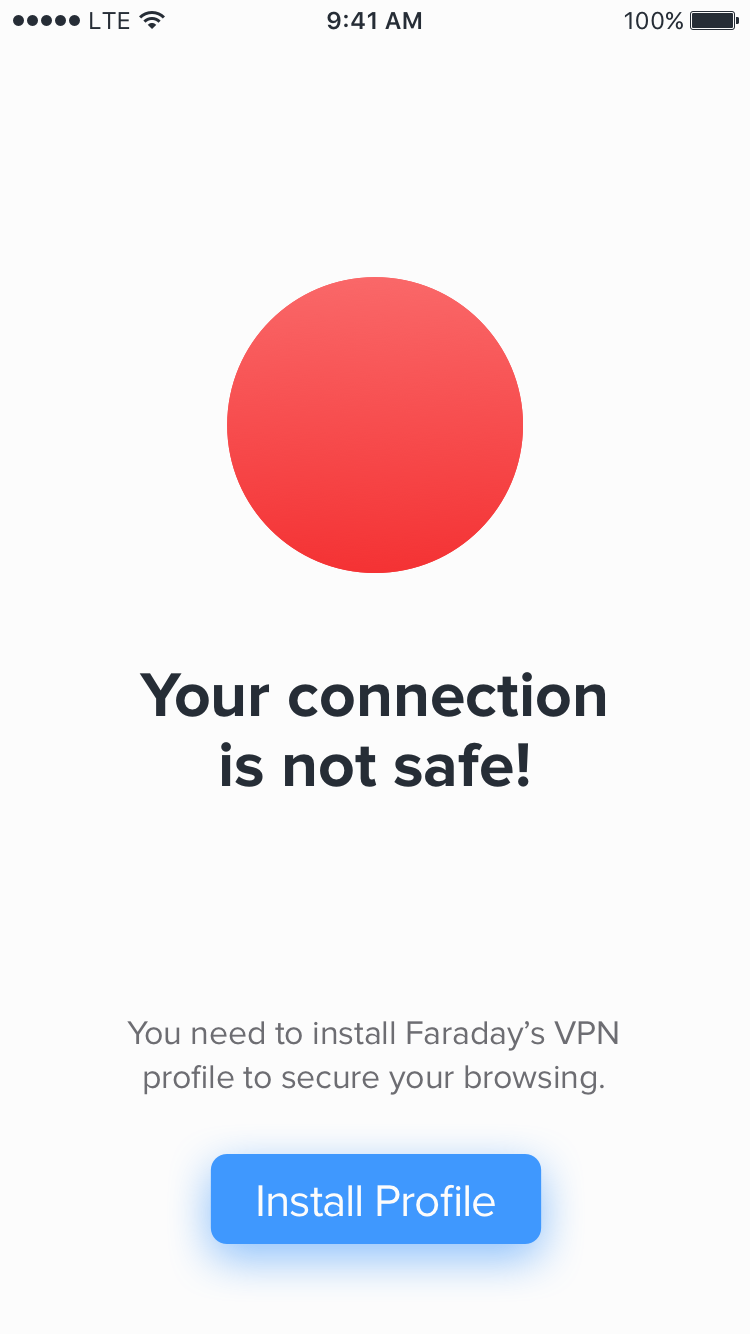 LTE 9:41 AM 100%
Your connection
is not safe!
You need to install Faraday’s VPN
profile to secure your browsing.
Install Profile